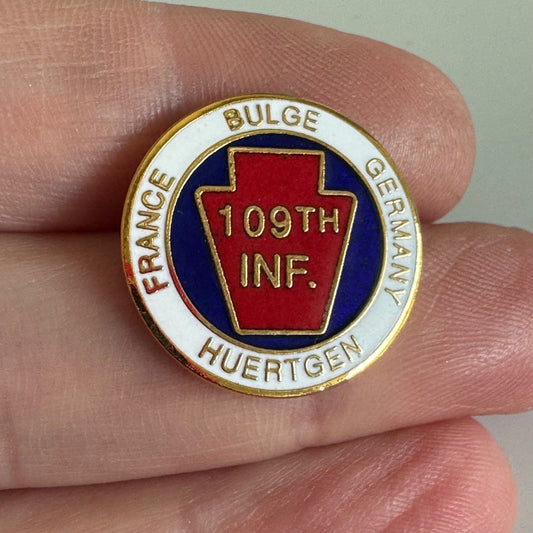 BULGE
FRANCE
GERMANY
109TH
INF.
HUERTGEN